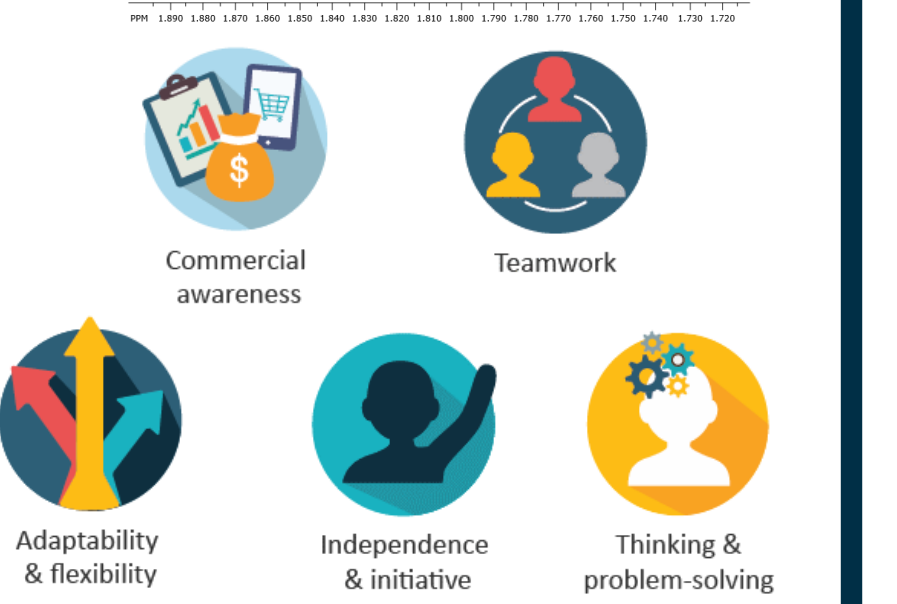 PPM 1.890 1.880 1.870 1.860 1.850 1.840 1.830 1.820 1.810 1.800 1.790 1.780 1.770 1.760 1.750 1.740 1.730 1.720
$
Commercial
awareness
Teamwork
Adaptability
& flexibility
Independence
& initiative
Thinking &
problem-solving